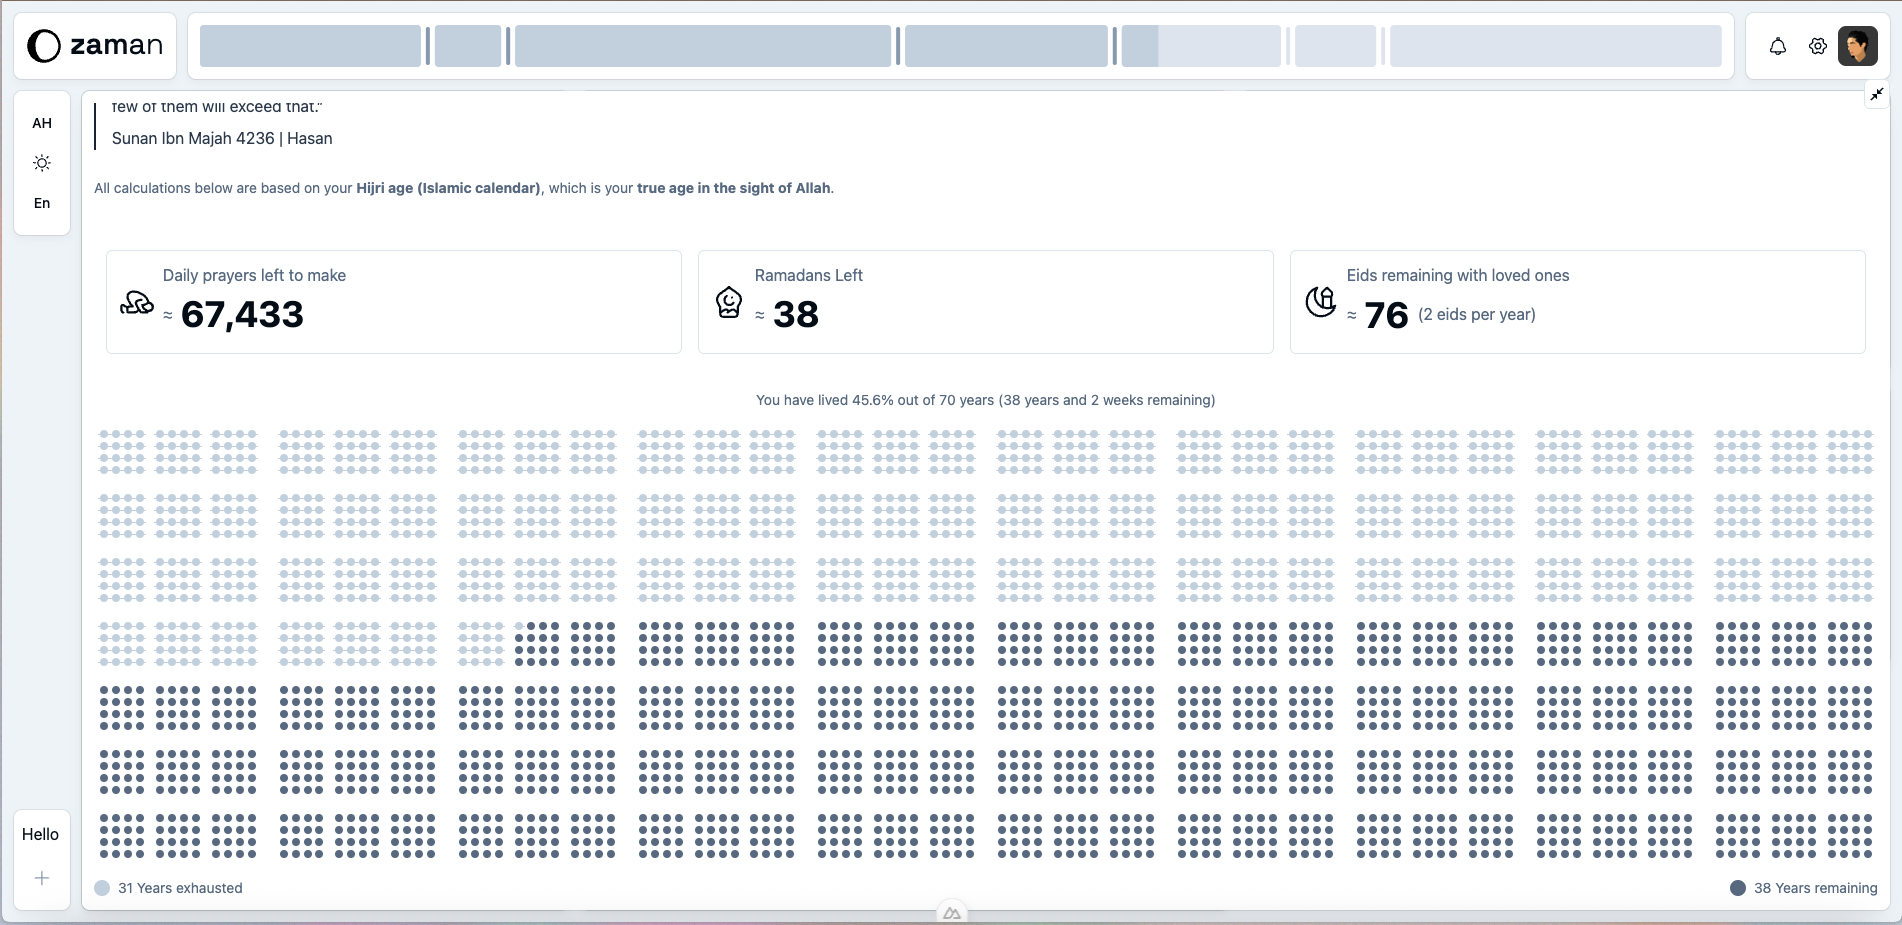 zaman
AH
En
few of them will exceed that."
Sunan Ibn Majah 4236 | Hasan
All calculations below are based on your Hijri age (Islamic calendar), which is your true age in the sight of Allah.
Daily prayers left to make
≈ 67,433
Ramadans Left
≈ 38
Eids remaining with loved ones
≈ 76 (2 eids per year)
You have lived 45.6% out of 70 years (38 years and 2 weeks remaining)
Hello
31 Years exhausted
38 Years remaining